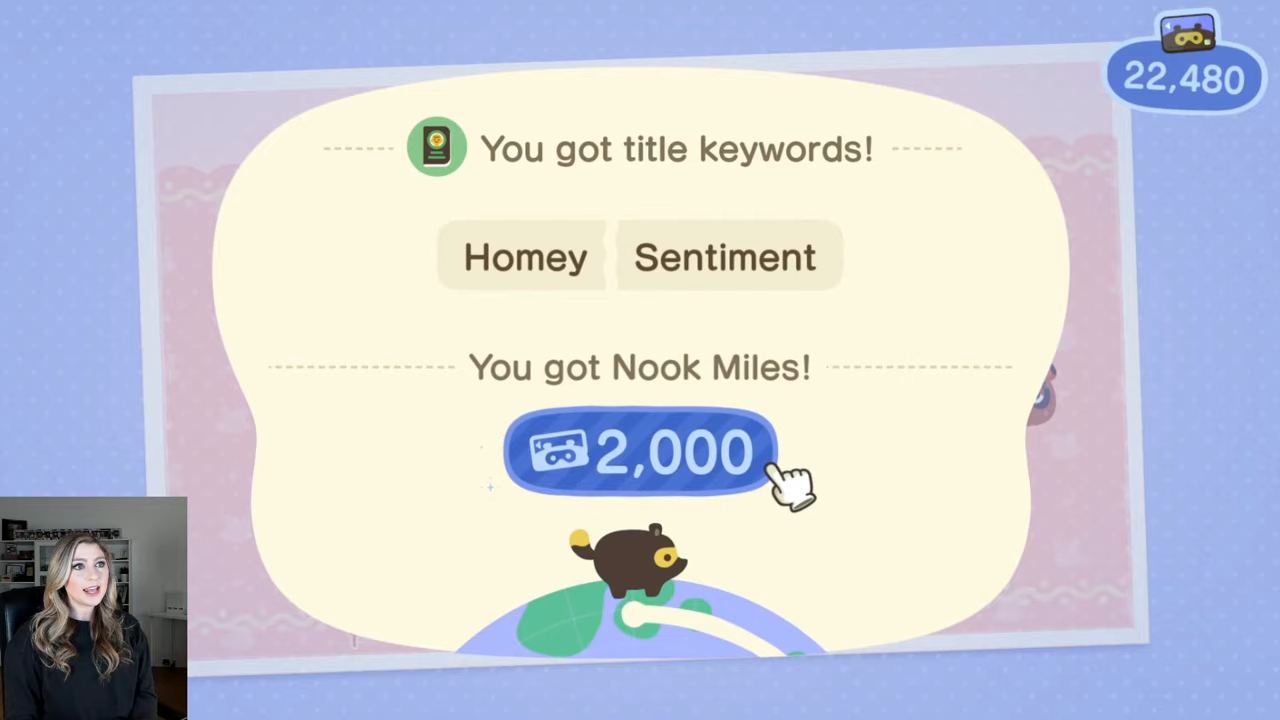 22,480
You got title keywords!
Homey Sentiment
You got Nook Miles!
2,000